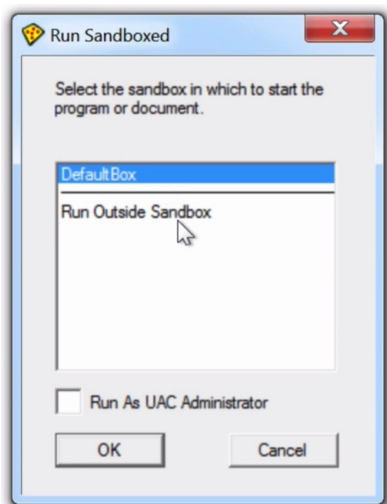 Run Sandboxed
Select the sandbox in which to start the
program or document.
DefaultBox
Run Outside Sandbox
Run As UAC Administrator
OK
Cancel